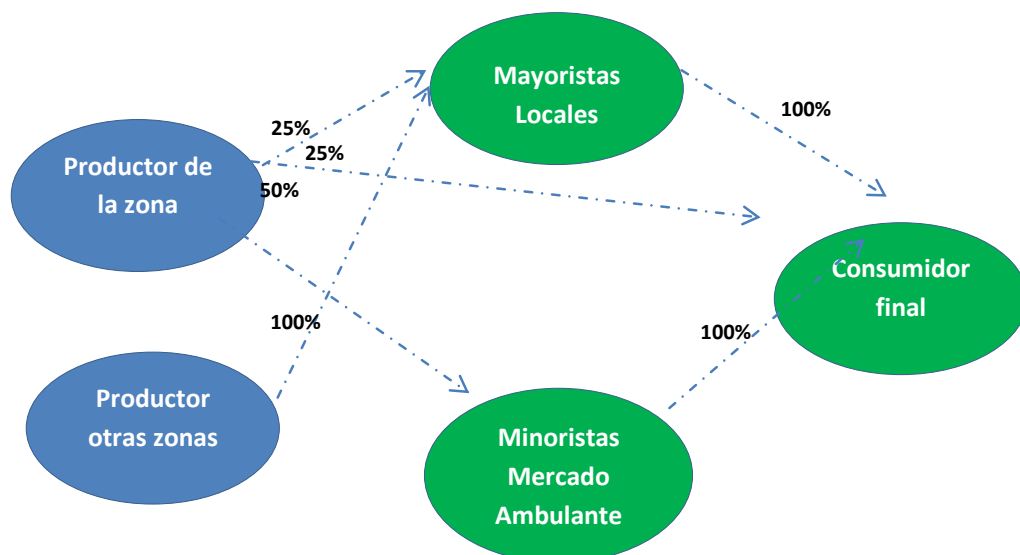 Mayoristas
Locales
100%
25%
25%
Productor de
la zona
50%
Consumidor
final
100%
100%
Productor
otras zonas
Minoristas
Mercado
Ambulante